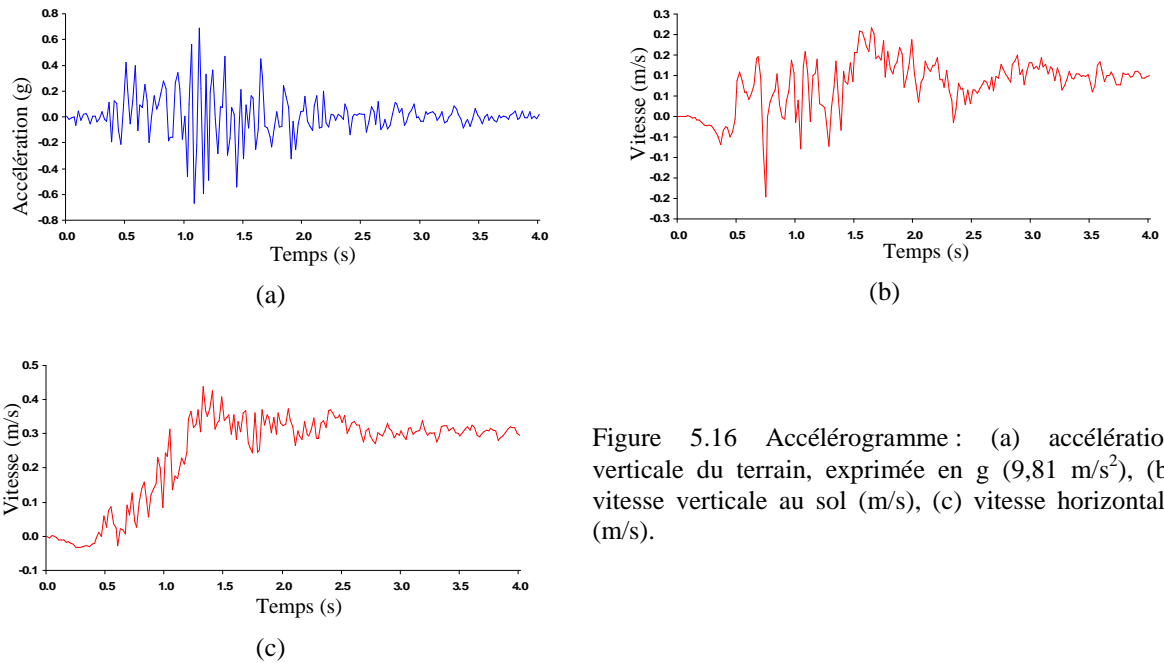 0.8
0.6
0.4
0.2
0.0
-0.2
-0.4
-0.6
-0.8
Accélération (g)
0.0 0.5 1.0 1.5 2.0 2.5 3.0 3.5 4.0
Temps (s)
(a)
0.3
0.2
0.2
0.1
0.1
0.0
-0.1
-0.1
-0.2
-0.2
-0.3
Vitesse (m/s)
0.0 0.5 1.0 1.5 2.0 2.5 3.0 3.5 4.0
Temps (s)
(b)
0.5
0.4
0.3
0.2
0.1
0.0
-0.1
Vitesse (m/s)
0.0 0.5 1.0 1.5 2.0 2.5 3.0 3.5 4.0
Temps (s)
(c)
Figure 5.16 Accélérogramme : (a) accélération
verticale du terrain, exprimée en g (9,81 m/s²), (b
vitesse verticale au sol (m/s), (c) vitesse horizontal
(m/s).